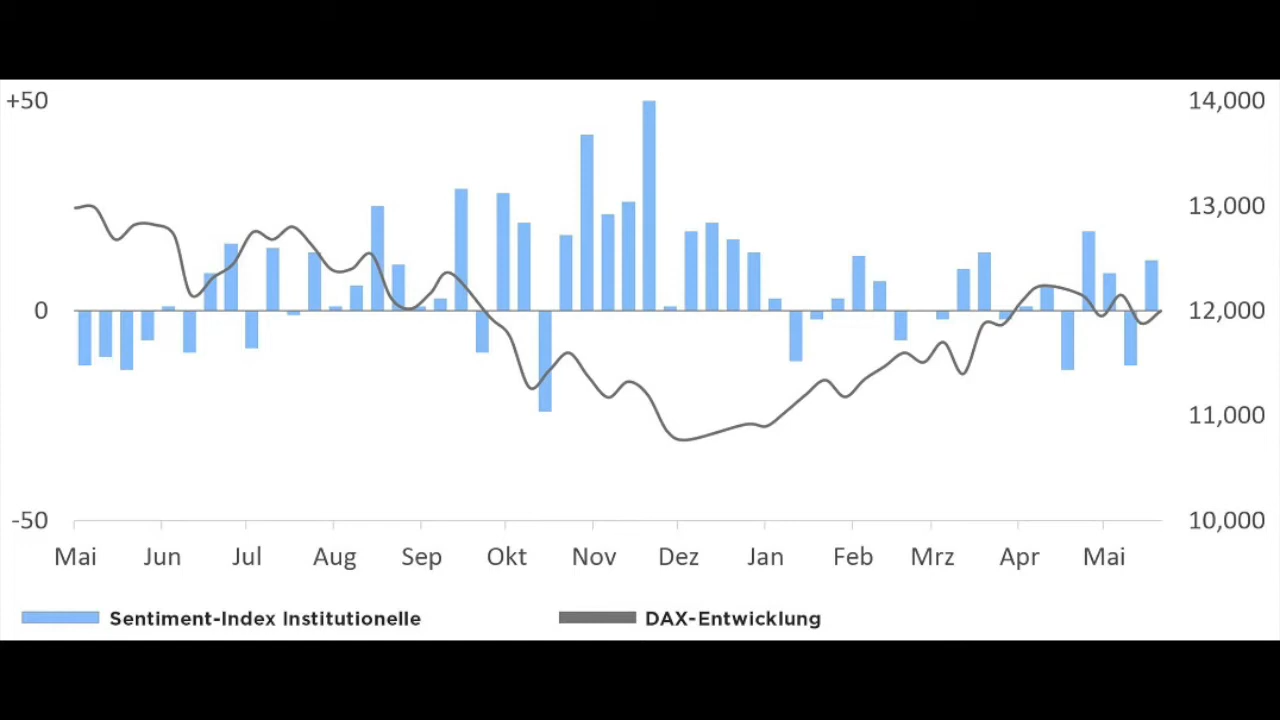 +50 14,000
13,000
0 12,000
11,000
-50 10,000
Mai Jun Jul Aug Sep Okt Nov Dez Jan Feb Mrz Apr Mai
Sentiment-Index Institutionelle DAX-Entwicklung